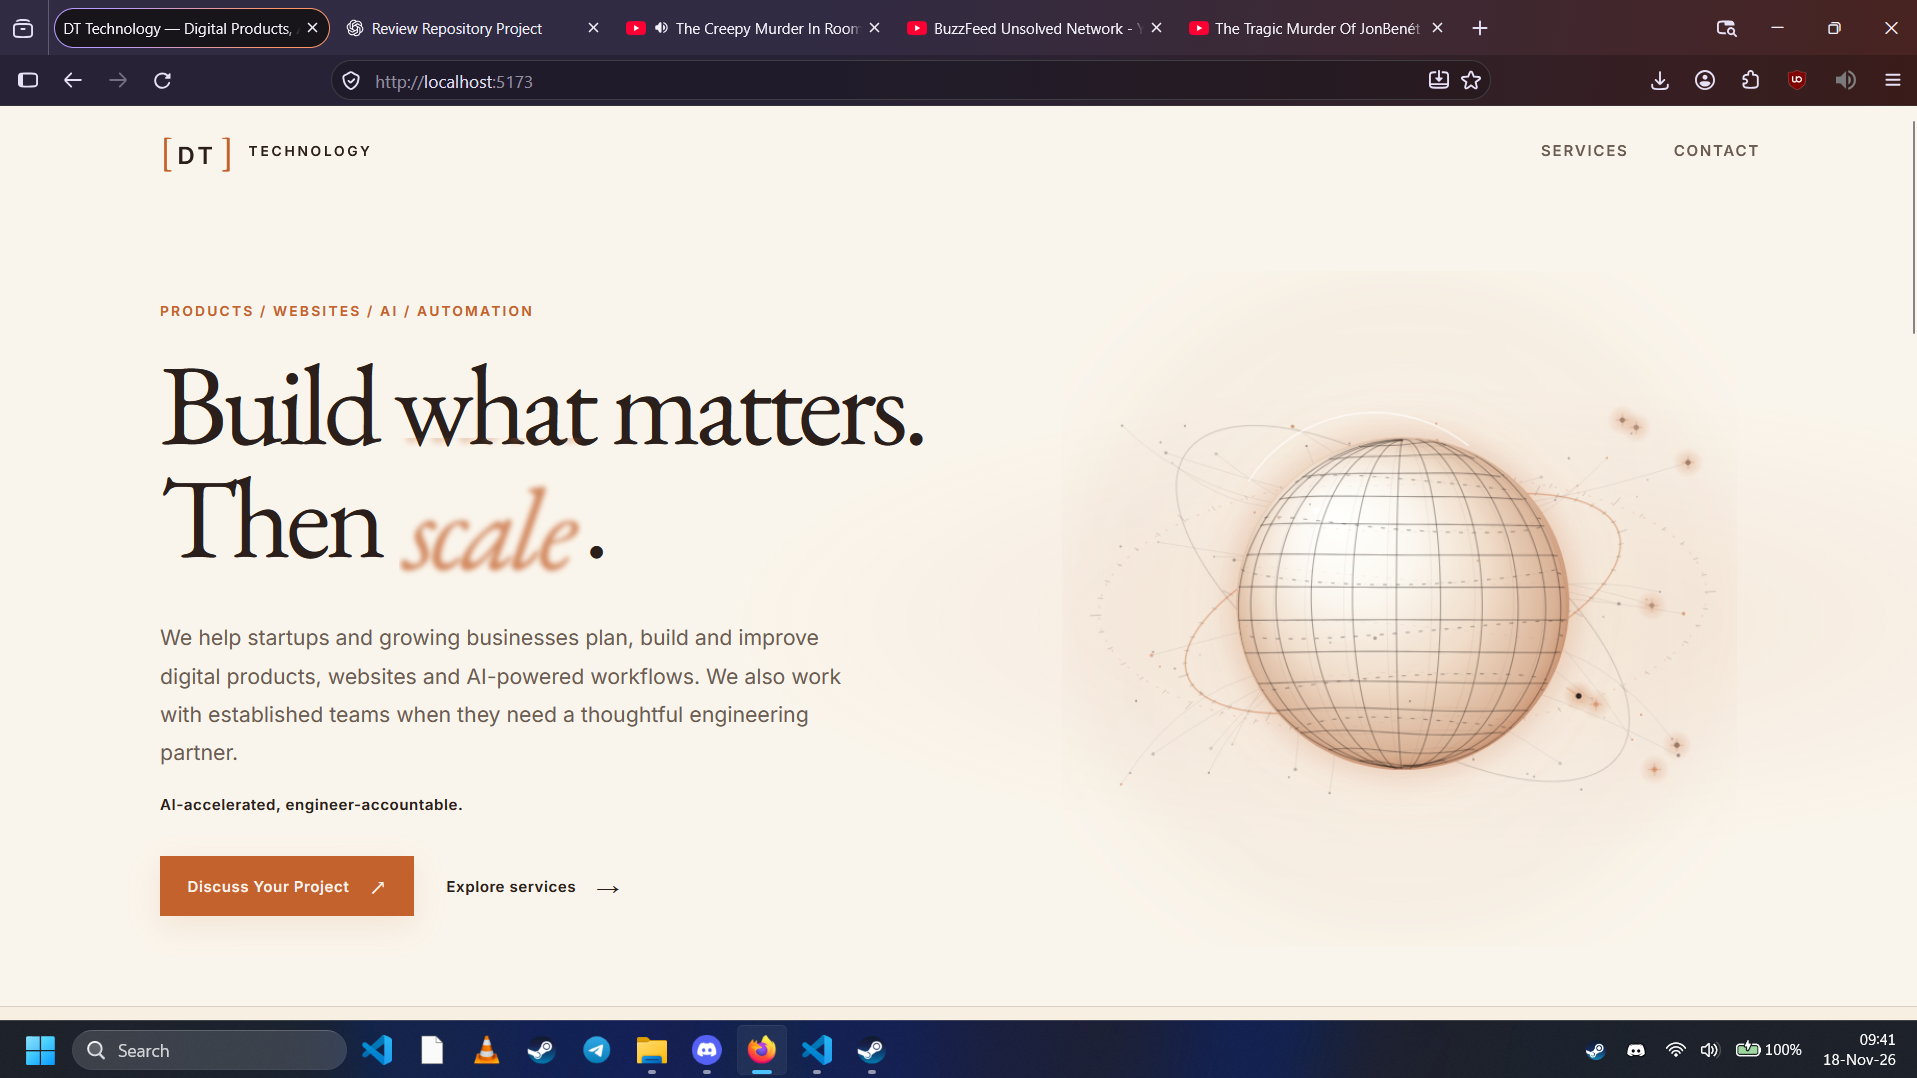 DT Technology — Digital Products,
Review Repository Project
The Creepy Murder In Room
BuzzFeed Unsolved Network - Y
The Tragic Murder Of JonBenét
http://localhost:5173
[DT] TECHNOLOGY
SERVICES
CONTACT
PRODUCTS / WEBSITES / AI / AUTOMATION
Build what matters.
Then scale.
We help startups and growing businesses plan, build and improve
digital products, websites and AI-powered workflows. We also work
with established teams when they need a thoughtful engineering
partner.
AI-accelerated, engineer-accountable.
Discuss Your Project ↗
Explore services →
Search
100%
09:41
18-Nov-26